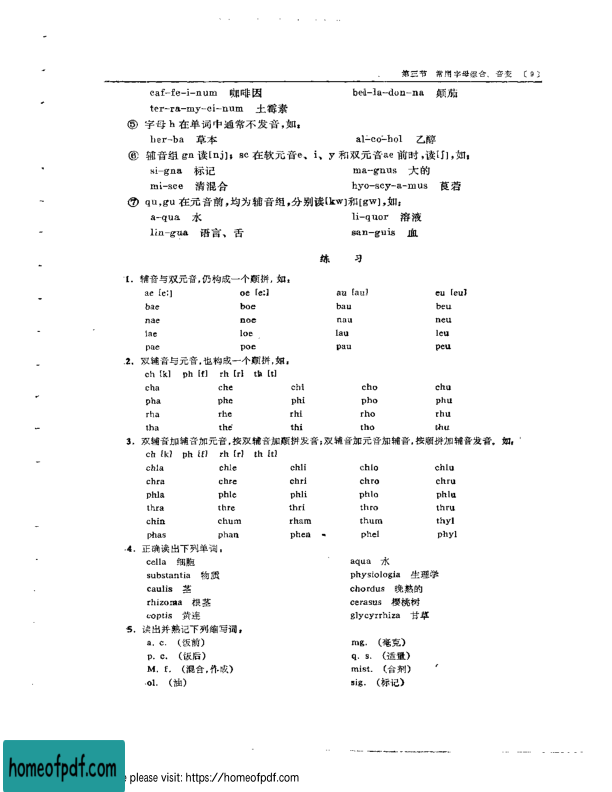 第三节 常用字母缀合、音变 〔9〕
caf-fe-i-num 咖啡因 bel-la-don-na 颠茄
ter-ra-my-ci-num 土霉素
⑤ 字母 h 在单词中通常不发音,如:
her-ba 草本 al-co-hol 乙醇
⑥ 辅音组 gn 读[nj]; sc 在软元音e、i、y 和双元音ae 前时,读[ʃ],如:
si-gna 标记 ma-gnus 大的
mi-sce 请混合 hyo-scy-a-mus 莨菪
⑦ qu,gu 在元音前,均为辅音组,分别读[kw]和[gw],如:
a-qua 水 li-quor 溶液
lin-gua 语言、舌 san-guis 血
练 习
1. 辅音与双元音,仍构成一个颠拼,如:
ae [e:] oe [e:] au [au] eu [eu]
bae boe bau beu
nae noe nau neu
lae loe lau leu
pae poe pau peu
2. 双辅音与元音,也构成一个颠拼,如:
ch [k] ph [f] rh [r] th [t]
cha che chi cho chu
pha phe phi pho phu
rha rhe rhi rho rhu
tha the thi tho thu
3. 双辅音加辅音加元音,按双辅音加颠拼发音;双辅音加元音加辅音,按颠拼加辅音发音。如:
ch [k] ph [f] rh [r] th [t]
chla chle chli chlo chlu
chra chre chri chro chru
phla phle phli phlo phlu
thra thre thri thro thru
chin chum rham thum thyl
phas phan phea phel phyl
4. 正确读出下列单词:
cella 细胞 aqua 水
substantia 物质 physiologia 生理学
caulis 茎 chordus 晚熟的
rhizoma 根茎 cerasus 樱桃树
coptis 黄连 glycyrrhiza 甘草
5. 读出并熟记下列缩写词:
a. c. (饭前) mg. (毫克)
p. c. (饭后) q. s. (适量)
M. f. (混合,作成) mist. (合剂)
ol. (油) sig. (标记)
homeofpdf.com
please visit: https://homeofpdf.com